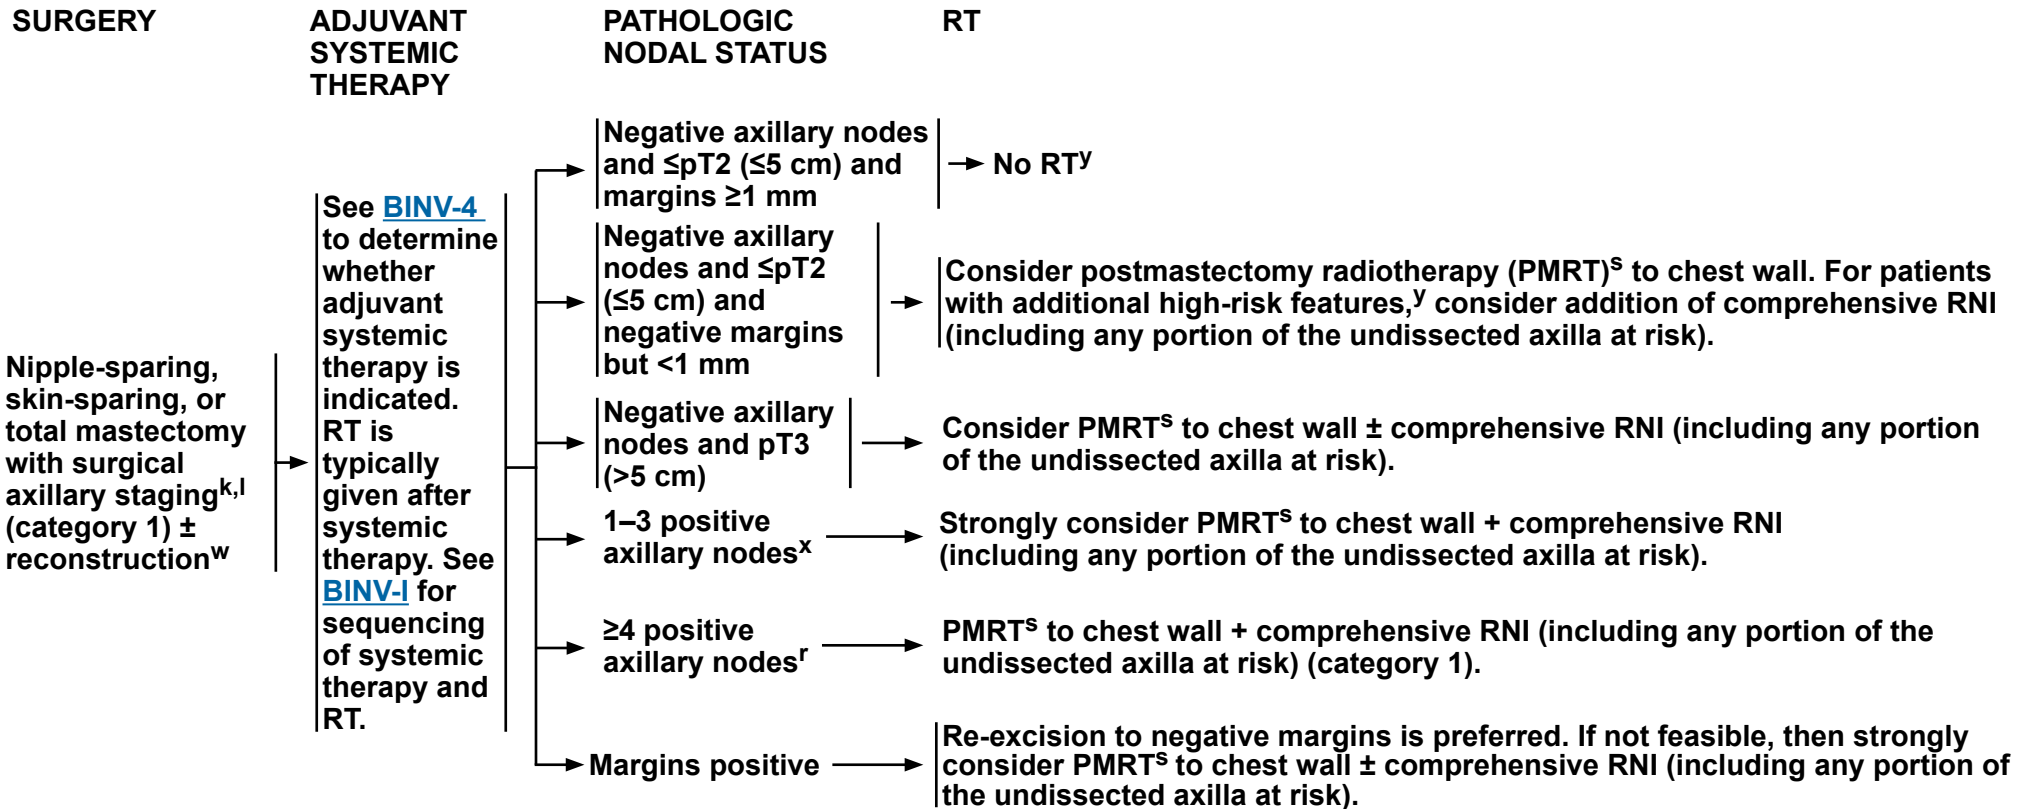 SURGERY
ADJUVANT
SYSTEMIC
THERAPY
PATHOLOGIC
NODAL STATUS
RT
Nipple-sparing,
skin-sparing, or
total mastectomy
with surgical
axillary stagingk,l
(category 1) ±
reconstructionw
See BINV-4
to determine
whether
adjuvant
systemic
therapy is
indicated.
RT is
typically
given after
systemic
therapy. See
BINV-I for
sequencing
of systemic
therapy and
RT.
Negative axillary nodes
and ≤pT2 (≤5 cm) and
margins ≥1 mm
No RTy
Negative axillary
nodes and ≤pT2
(≤5 cm) and
negative margins
but <1 mm
Consider postmastectomy radiotherapy (PMRT)s to chest wall. For patients
with additional high-risk features,y consider addition of comprehensive RNI
(including any portion of the undissected axilla at risk).
Negative axillary
nodes and pT3
(>5 cm)
Consider PMRTs to chest wall ± comprehensive RNI (including any portion
of the undissected axilla at risk).
1–3 positive
axillary nodesx
Strongly consider PMRTs to chest wall + comprehensive RNI
(including any portion of the undissected axilla at risk).
≥4 positive
axillary nodesr
PMRTs to chest wall + comprehensive RNI (including any portion of the
undissected axilla at risk) (category 1).
Margins positive
Re-excision to negative margins is preferred. If not feasible, then strongly
consider PMRTs to chest wall ± comprehensive RNI (including any portion of
the undissected axilla at risk).